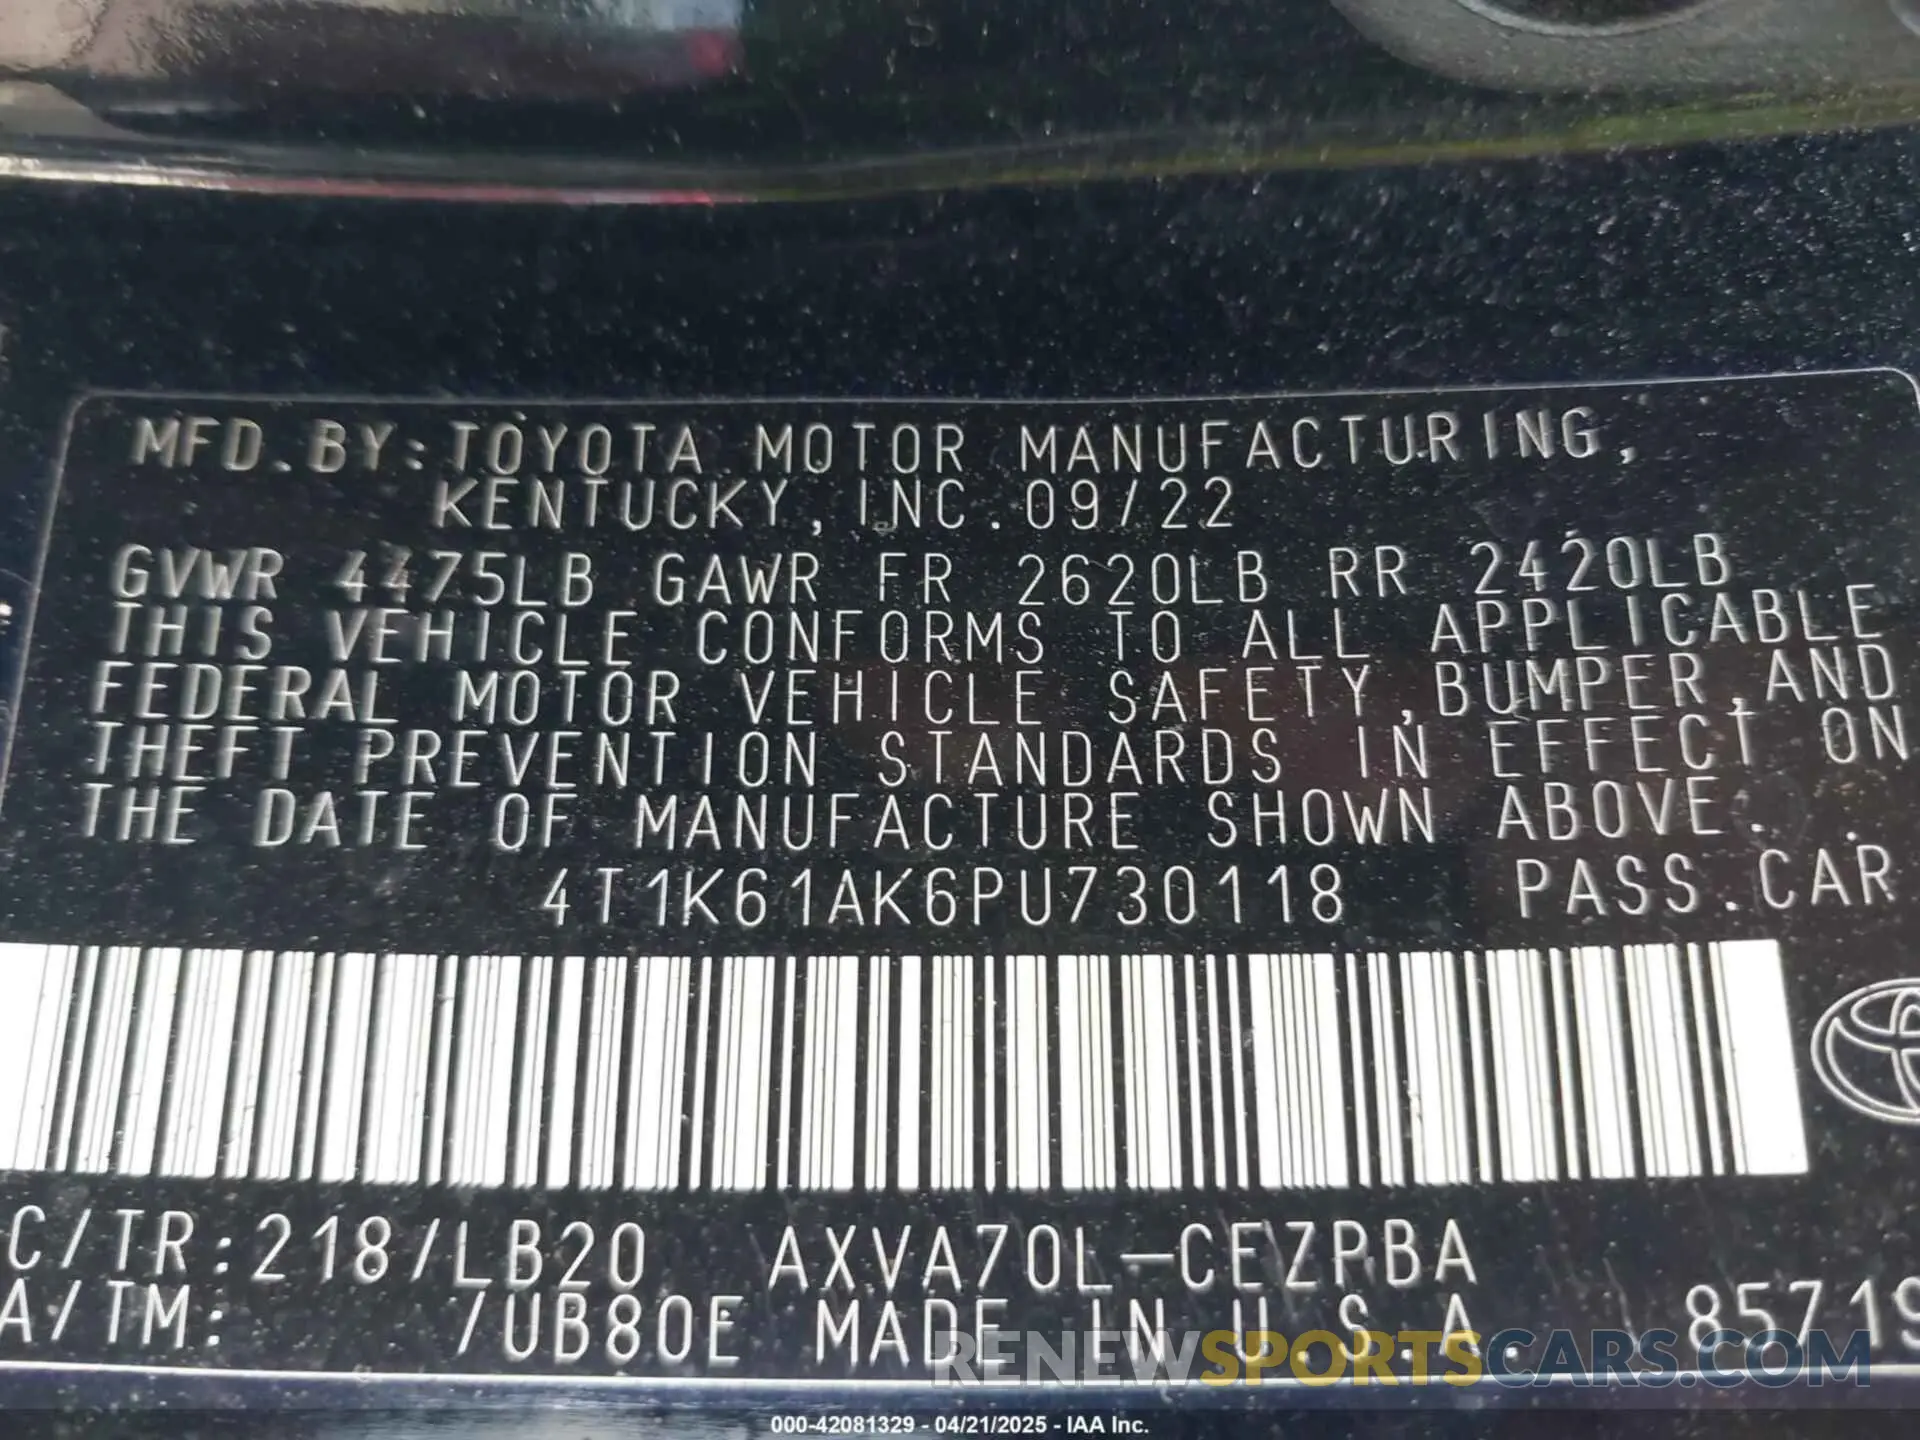 MFD.BY:TOYOTA MOTOR MANUFACTURING,
KENTUCKY, INC.09/22
GVWR 4475LB GAWR FR 2620LB RR 2420LB
THIS VEHICLE CONFORMS TO ALL APPLICABLE
FEDERAL MOTOR VEHICLE SAFETY,BUMPER,AND
THEFT PREVENTION STANDARDS IN EFFECT ON
THE DATE OF MANUFACTURE SHOWN ABOVE.
4T1K61AK6PU730118 PASS.CAR
C/TR:218/LB20 AXVA70L-CEZPBA
A/TM: /UB80E MADE IN U.S.A. 85719
RENEWSPORTSCARS.COM
000-42081329 - 04/21/2025 - IAA Inc.